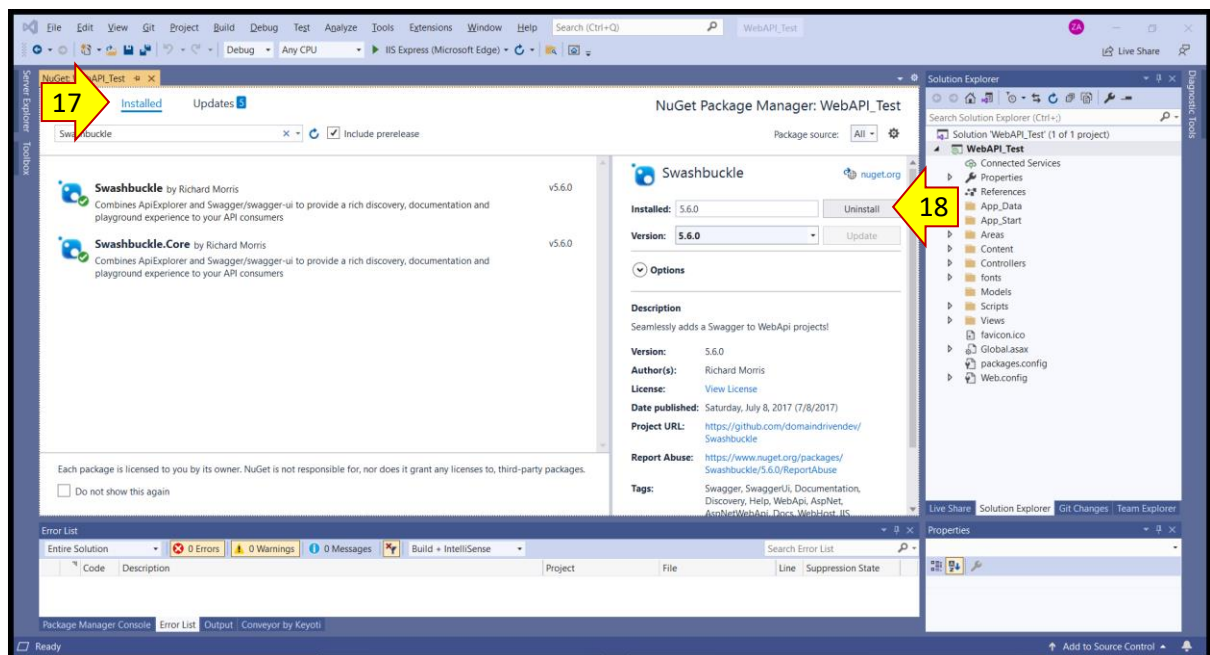 File Edit View Git Project Build Debug Test Analyze Tools Extensions Window Help Search (Ctrl+Q) WebAPI_Test ZA
Debug Any CPU IIS Express (Microsoft Edge) Live Share
Server Explorer
Toolbox
NuGet: WebAPI_Test
17
Installed Updates 5
NuGet Package Manager: WebAPI_Test
Swashbuckle Include prerelease Package source: All
Swashbuckle by Richard Morris v5.6.0
Combines ApiExplorer and Swagger/swagger-ui to provide a rich discovery, documentation and
playground experience to your API consumers
Swashbuckle.Core by Richard Morris v5.6.0
Combines ApiExplorer and Swagger/swagger-ui to provide a rich discovery, documentation and
playground experience to your API consumers
Each package is licensed to you by its owner. NuGet is not responsible for, nor does it grant any licenses to, third-party packages.
Do not show this again
Swashbuckle nuget.org
Installed: 5.6.0 Uninstall
18
Version: 5.6.0 Update
Options
Description
Seamlessly adds a Swagger to WebApi projects!
Version: 5.6.0
Author(s): Richard Morris
License: View License
Date published: Saturday, July 8, 2017 (7/8/2017)
Project URL: https://github.com/domaindrivendev/
Swashbuckle
Report Abuse: https://www.nuget.org/packages/
Swashbuckle/5.6.0/ReportAbuse
Tags: Swagger, SwaggerUi, Documentation,
Discovery, Help, WebApi, AspNet,
AspNetWebApi, Docs, WebHost, IIS
Solution Explorer
Search Solution Explorer (Ctrl+;)
Solution 'WebAPI_Test' (1 of 1 project)
WebAPI_Test
Connected Services
Properties
References
App_Data
App_Start
Areas
Content
Controllers
fonts
Models
Scripts
Views
favicon.ico
Global.asax
packages.config
Web.config
Live Share Solution Explorer Git Changes Team Explorer
Diagnostic Tools
Error List
Entire Solution 0 Errors 0 Warnings 0 Messages Build + IntelliSense Search Error List
Code Description Project File Line Suppression State
Properties
Package Manager Console Error List Output Conveyor by Keyoti
Ready Add to Source Control